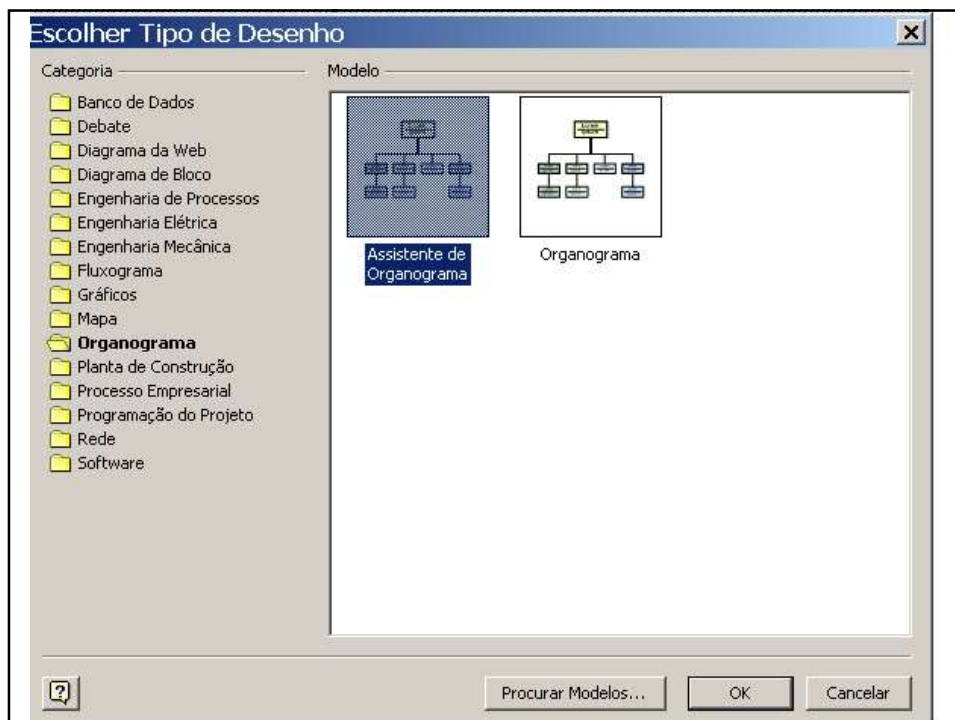 Escolher Tipo de Desenho
Categoria
Modelo
Banco de Dados
Debate
Diagrama da Web
Diagrama de Bloco
Engenharia de Processos
Engenharia Elétrica
Engenharia Mecânica
Fluxograma
Gráficos
Mapa
Organograma
Planta de Construção
Processo Empresarial
Programação do Projeto
Rede
Software
Assistente de
Organograma
Organograma
Procurar Modelos...
OK
Cancelar